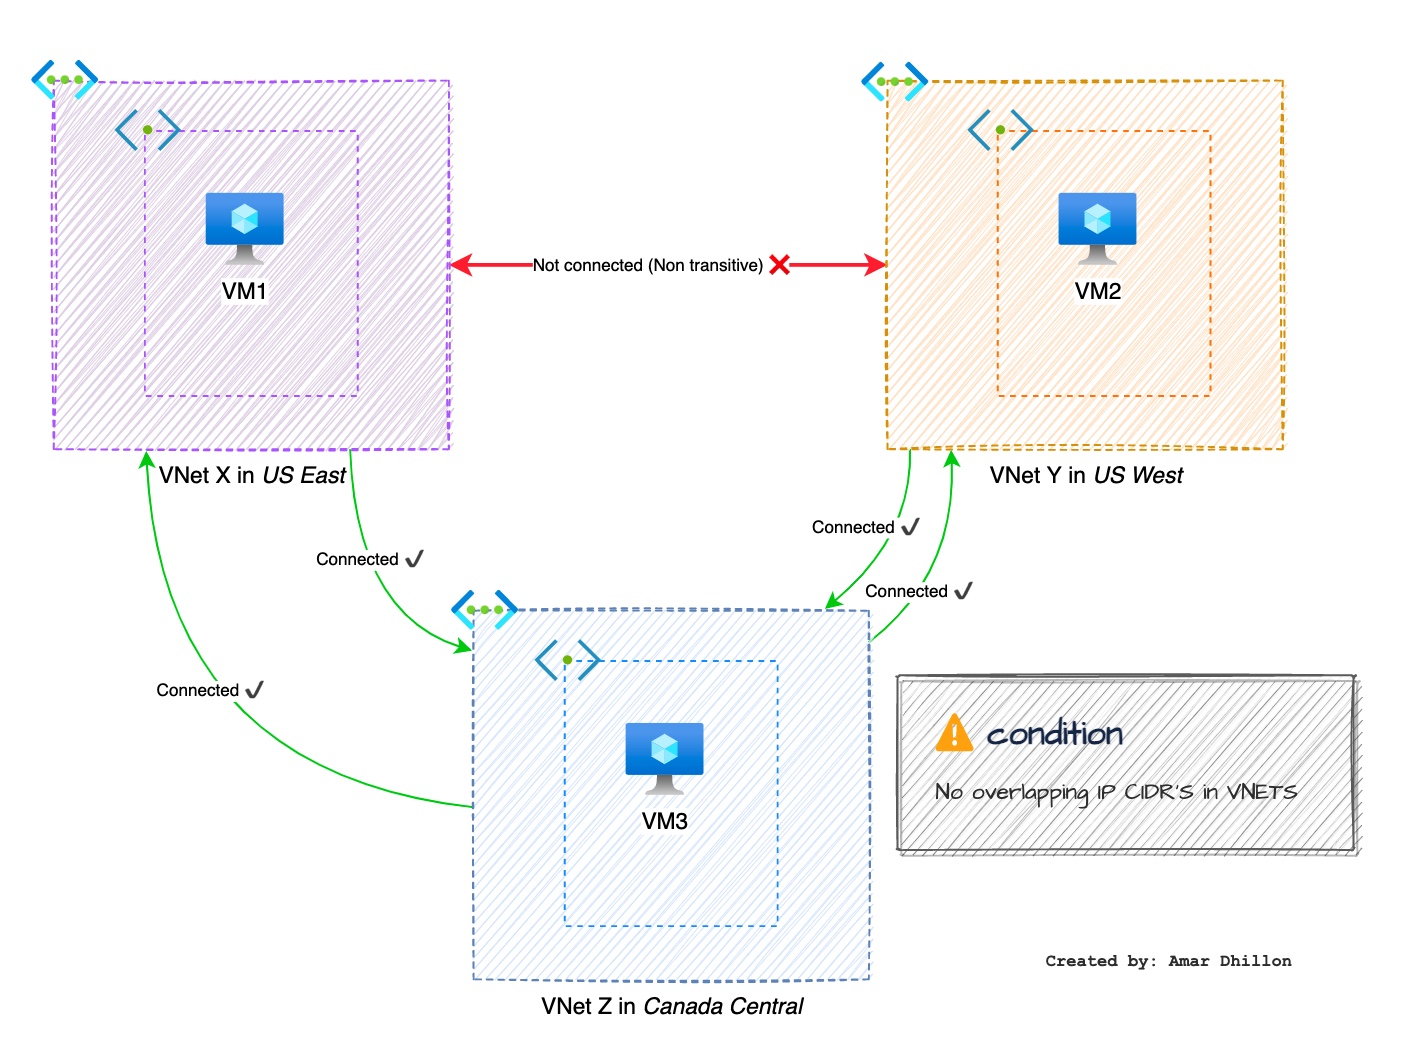 VM1
VM2
Not connected (Non transitive) ❌
VNet X in US East
VNet Y in US West
Connected ✔
Connected ✔
Connected ✔
Connected ✔
condition
No overlapping IP CIDR'S in VNETS
VM3
Created by: Amar Dhillon
VNet Z in Canada Central